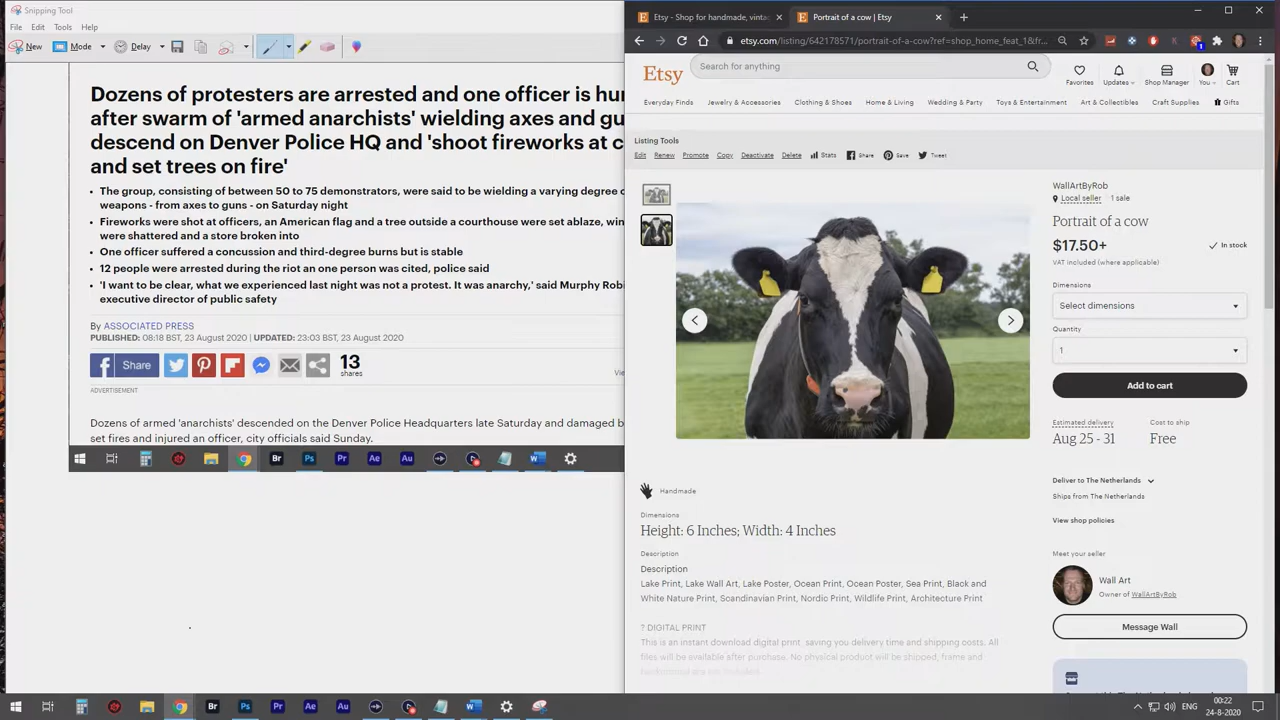 Snipping Tool
File Edit Tools Help
New Mode Delay
Dozens of protesters are arrested and one officer is hur
after swarm of 'armed anarchists' wielding axes and gu
descend on Denver Police HQ and 'shoot fireworks at c
and set trees on fire'
The group, consisting of between 50 to 75 demonstrators, were said to be wielding a varying degree o
weapons - from axes to guns - on Saturday night
Fireworks were shot at officers, an American flag and a tree outside a courthouse were set ablaze, win
were shattered and a store broken into
One officer suffered a concussion and third-degree burns but is stable
12 people were arrested during the riot an one person was cited, police said
'I want to be clear, what we experienced last night was not a protest. It was anarchy,' said Murphy Robi
executive director of public safety
By ASSOCIATED PRESS
PUBLISHED: 08:18 BST, 23 August 2020 | UPDATED: 23:03 BST, 23 August 2020
Share
13
shares
Vie
ADVERTISEMENT
Dozens of armed 'anarchists' descended on the Denver Police Headquarters late Saturday and damaged b
set fires and injured an officer, city officials said Sunday.
Br Ps Pr Ae Au
Etsy - Shop for handmade, vinta
Portrait of a cow | Etsy
etsy.com/listing/642178571/portrait-of-a-cow?ref=shop_home_feat_1&fr...
Etsy
Search for anything
Favorites Updates Shop Manager You Cart
Everyday Finds Jewelry & Accessories Clothing & Shoes Home & Living Wedding & Party Toys & Entertainment Art & Collectibles Craft Supplies Gifts
Listing Tools
Edit Renew Promote Copy Deactivate Delete Stats Share Save Tweet
WallArtByRob
Local seller 1 sale
Portrait of a cow
$17.50+
In stock
VAT included (where applicable)
Dimensions
Select dimensions
Quantity
1
Add to cart
Estimated delivery
Aug 25 - 31
Cost to ship
Free
Deliver to The Netherlands
Ships from The Netherlands
View shop policies
Meet your seller
Wall Art
Owner of WallArtByRob
Message Wall
Handmade
Dimensions
Height: 6 Inches; Width: 4 Inches
Description
Description
Lake Print, Lake Wall Art, Lake Poster, Ocean Print, Ocean Poster, Sea Print, Black and
White Nature Print, Scandinavian Print, Nordic Print, Wildlife Print, Architecture Print
? DIGITAL PRINT
This is an instant download digital print, saving you delivery time and shipping costs. All
files will be available after purchase. No physical product will be shipped, frame and
Br Ps Pr Ae Au
ENG
00:22
24-8-2020